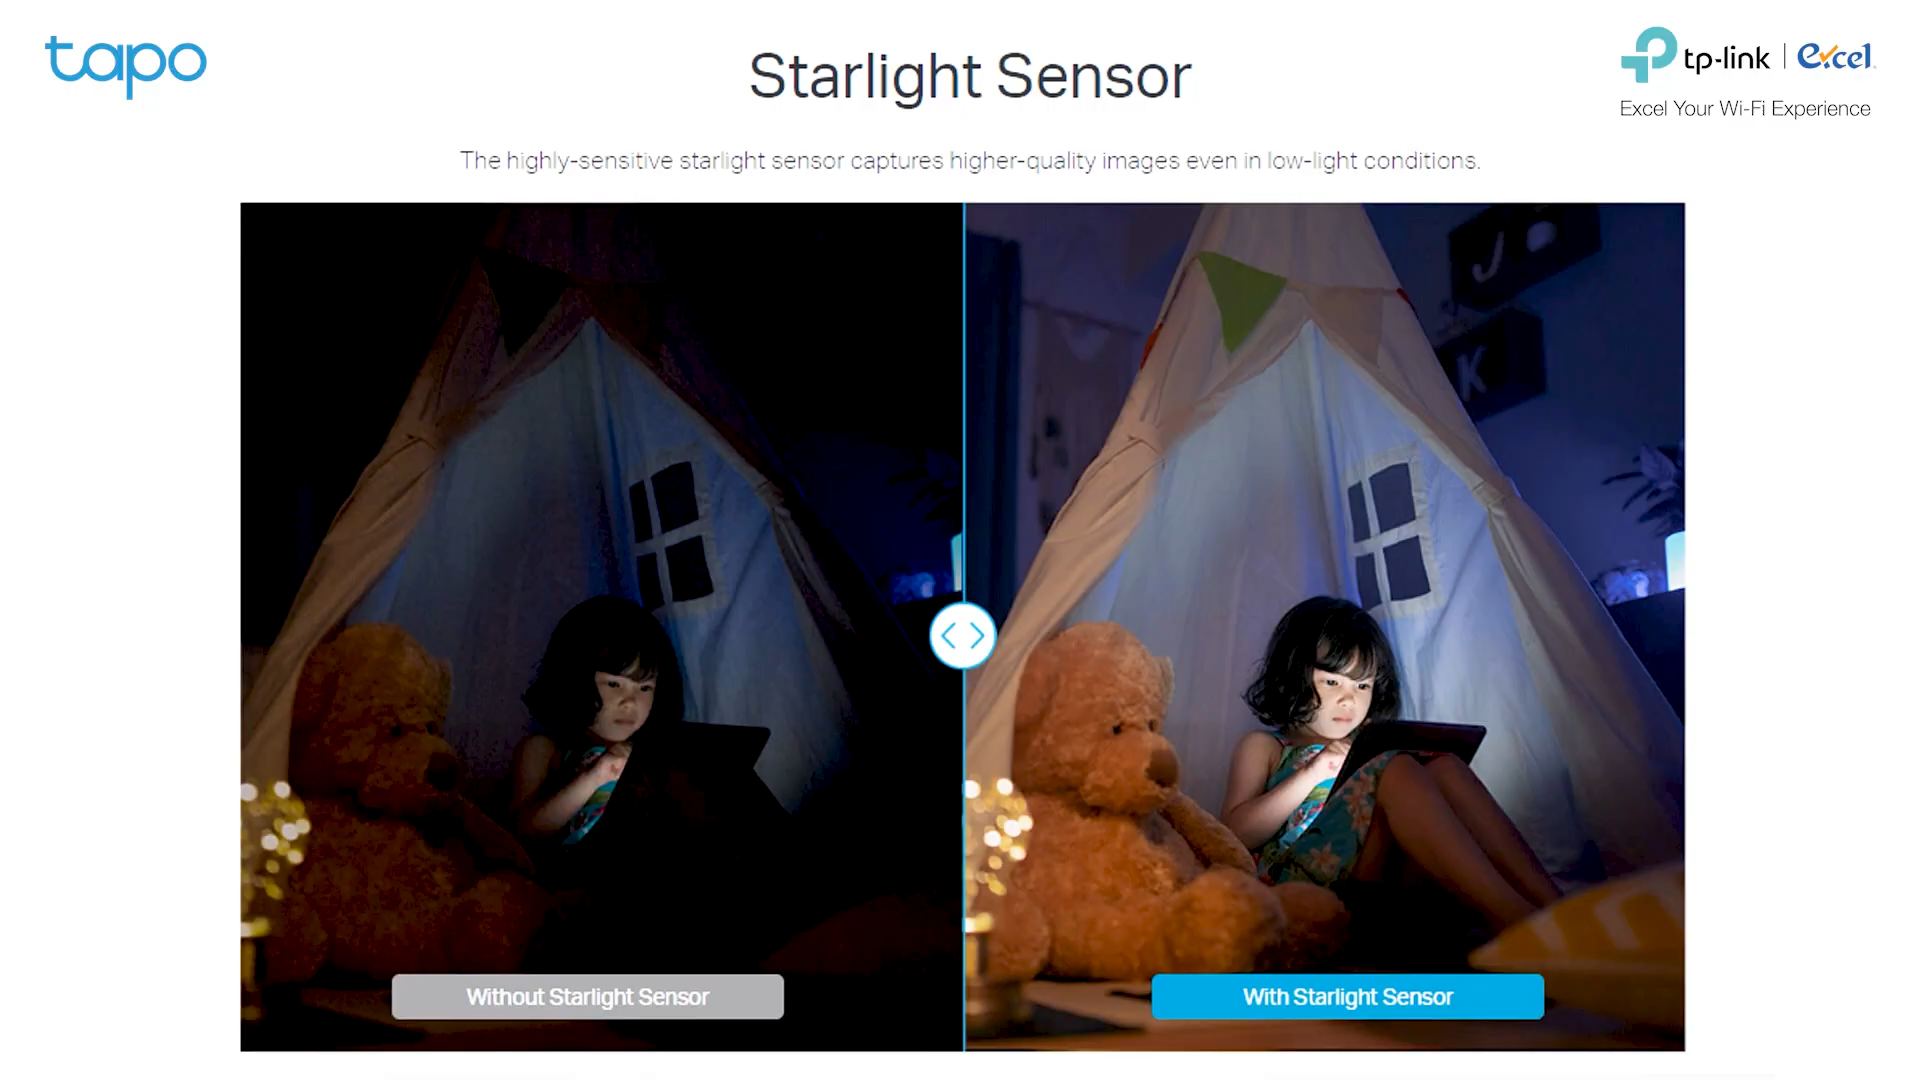 tapo
Starlight Sensor
tp-link | excel
Excel Your Wi-Fi Experience
The highly-sensitive starlight sensor captures higher-quality images even in low-light conditions.
J
K
Without Starlight Sensor
With Starlight Sensor